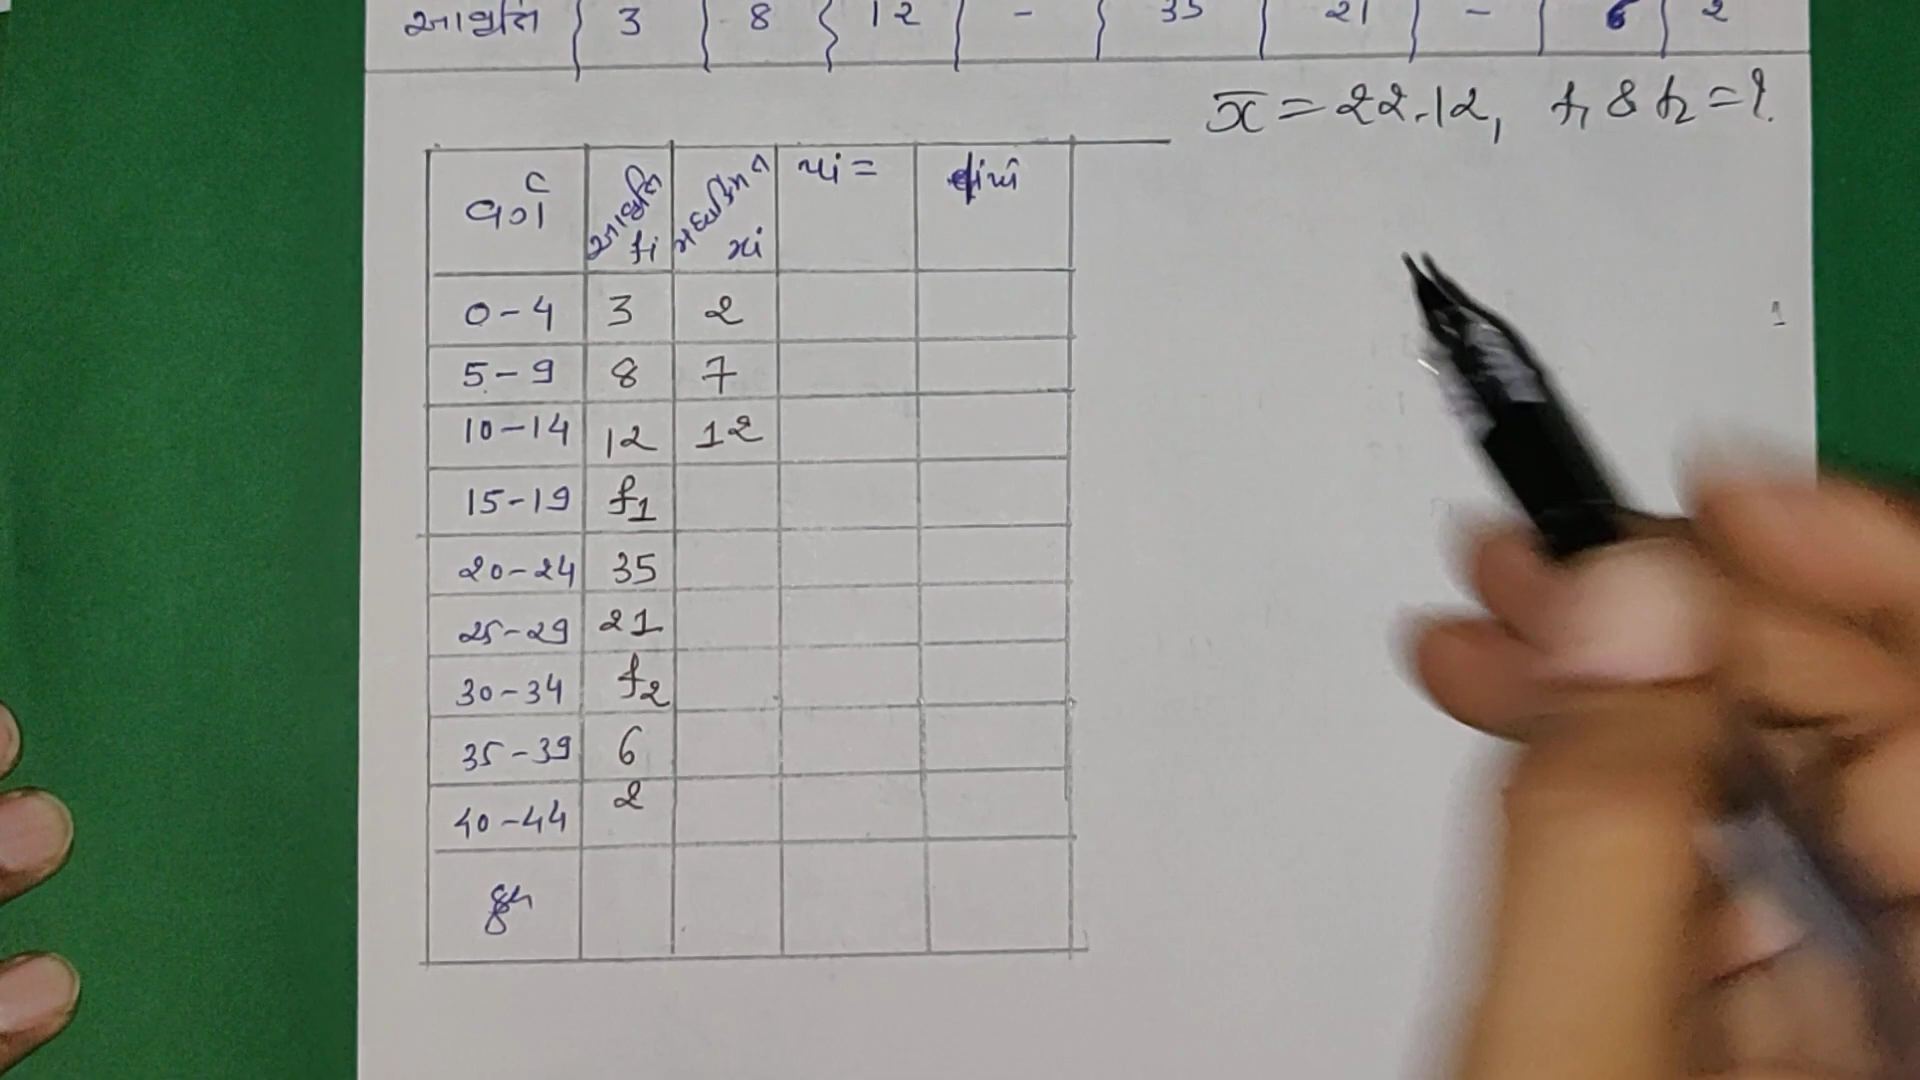 આવૃત્તિ 3 8 12 - 35 21 - 6 2
x̄ = 22.12, f1 & f2 = ?
વર્ગ આવૃત્તિ fi મધ્યકિંમત xi ui = fiui
0-4 3 2
5-9 8 7
10-14 12 12
15-19 f1
20-24 35
25-29 21
30-34 f2
35-39 6
40-44 2
કુલ